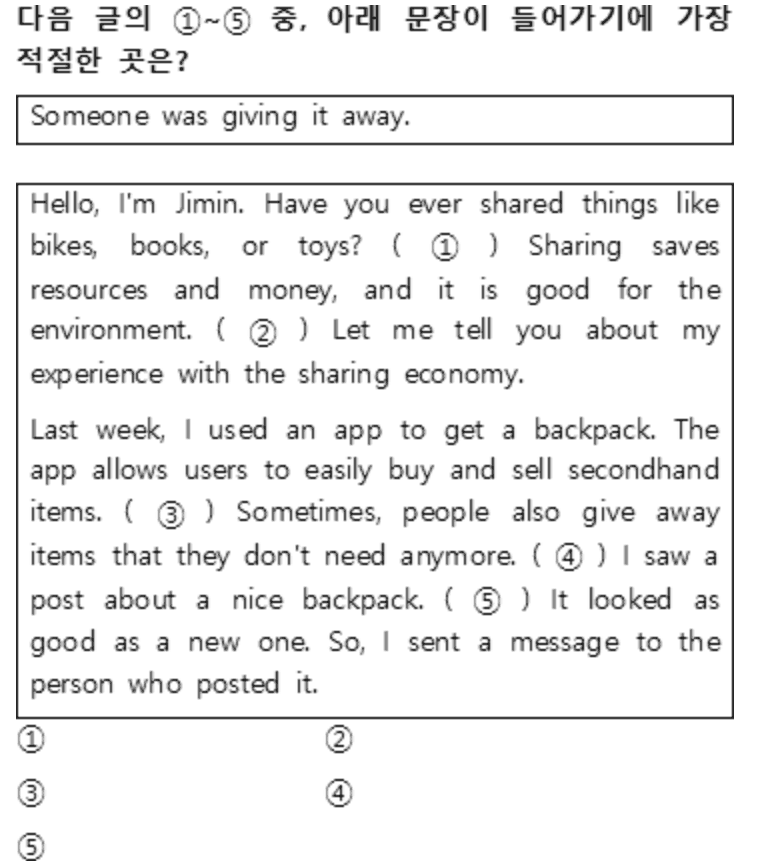 다음 글의 ①~⑤ 중, 아래 문장이 들어가기에 가장
적절한 곳은?
Someone was giving it away.
Hello, I'm Jimin. Have you ever shared things like
bikes, books, or toys? ( ① ) Sharing saves
resources and money, and it is good for the
environment. ( ② ) Let me tell you about my
experience with the sharing economy.
Last week, I used an app to get a backpack. The
app allows users to easily buy and sell secondhand
items. ( ③ ) Sometimes, people also give away
items that they don't need anymore. ( ④ ) I saw a
post about a nice backpack. ( ⑤ ) It looked as
good as a new one. So, I sent a message to the
person who posted it.
① ②
③ ④
⑤